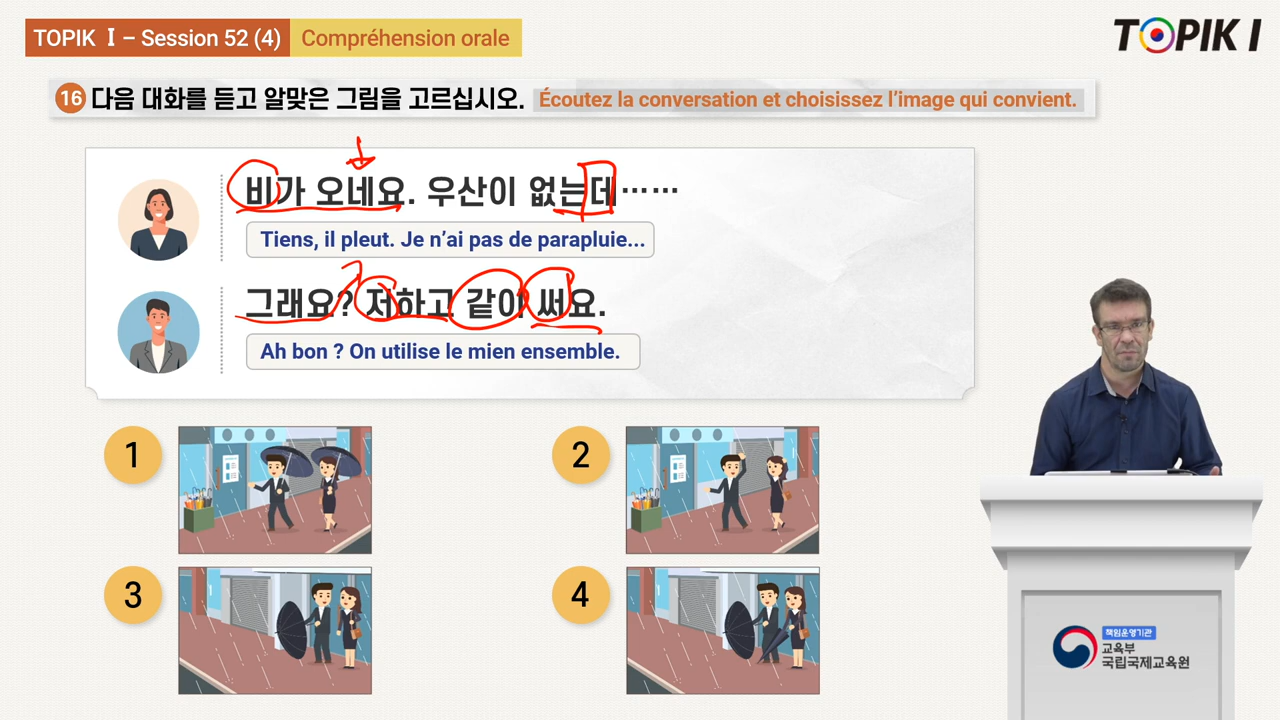 TOPIK Ⅰ – Session 52 (4) Compréhension orale
TOPIK I
16 다음 대화를 듣고 알맞은 그림을 고르십시오. Écoutez la conversation et choisissez l'image qui convient.
비가 오네요. 우산이 없는데······
Tiens, il pleut. Je n'ai pas de parapluie...
그래요? 저하고 같이 써요.
Ah bon ? On utilise le mien ensemble.
1
2
3
4
책임운영기관
교육부
국립국제교육원